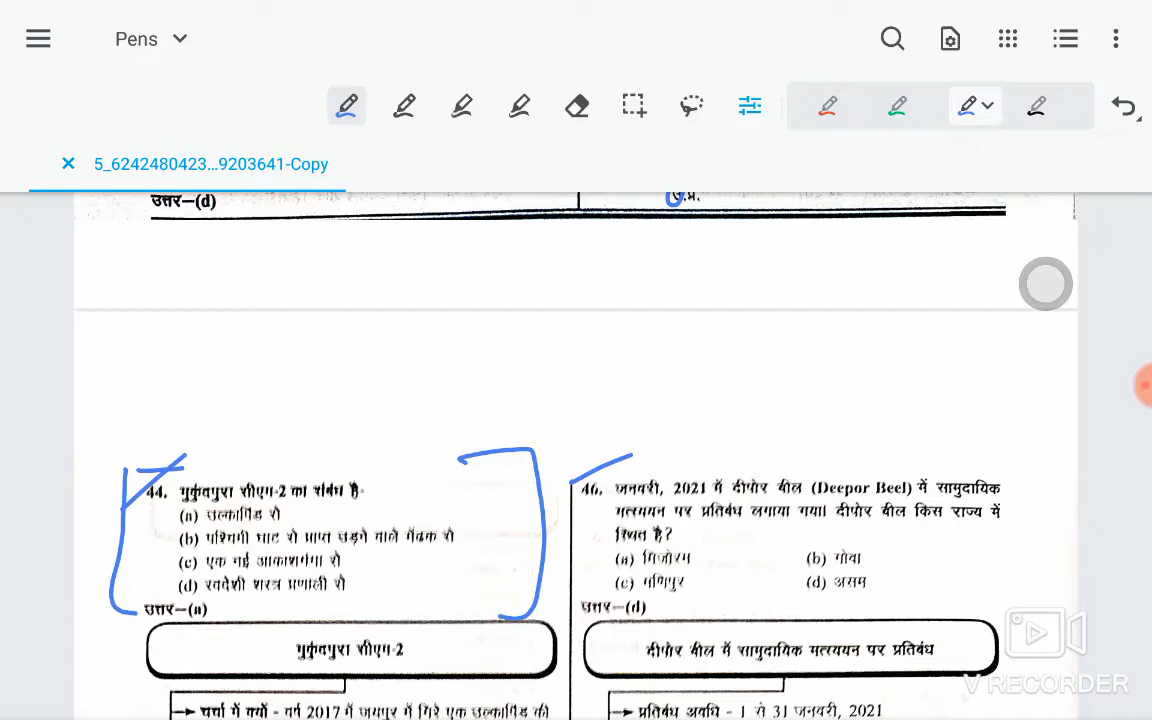 Pens
5_6242480423...9203641-Copy
उत्तर-(d)
उ.प्र.
44. मुकुंदपुरा सीएम-2 का संबंध है-
(a) उल्कापिंड से
(b) पश्चिमी घाट से प्राप्त उड़ने वाले मेंढक से
(c) एक नई आकाशगंगा से
(d) स्वदेशी शस्त्र प्रणाली से
उत्तर-(a)
मुकुंदपुरा सीएम-2
→ चर्चा में क्यों - वर्ष 2017 में जयपुर में गिरे एक उल्कापिंड की
46. जनवरी, 2021 में दीपोर बील (Deepor Beel) में सामुदायिक
मत्स्ययन पर प्रतिबंध लगाया गया। दीपोर बील किस राज्य में
स्थित है?
(a) मिजोरम (b) गोवा
(c) मणिपुर (d) असम
उत्तर-(d)
दीपोर बील में सामुदायिक मत्स्ययन पर प्रतिबंध
→ प्रतिबंध अवधि - 1 से 31 जनवरी, 2021
V RECORDER